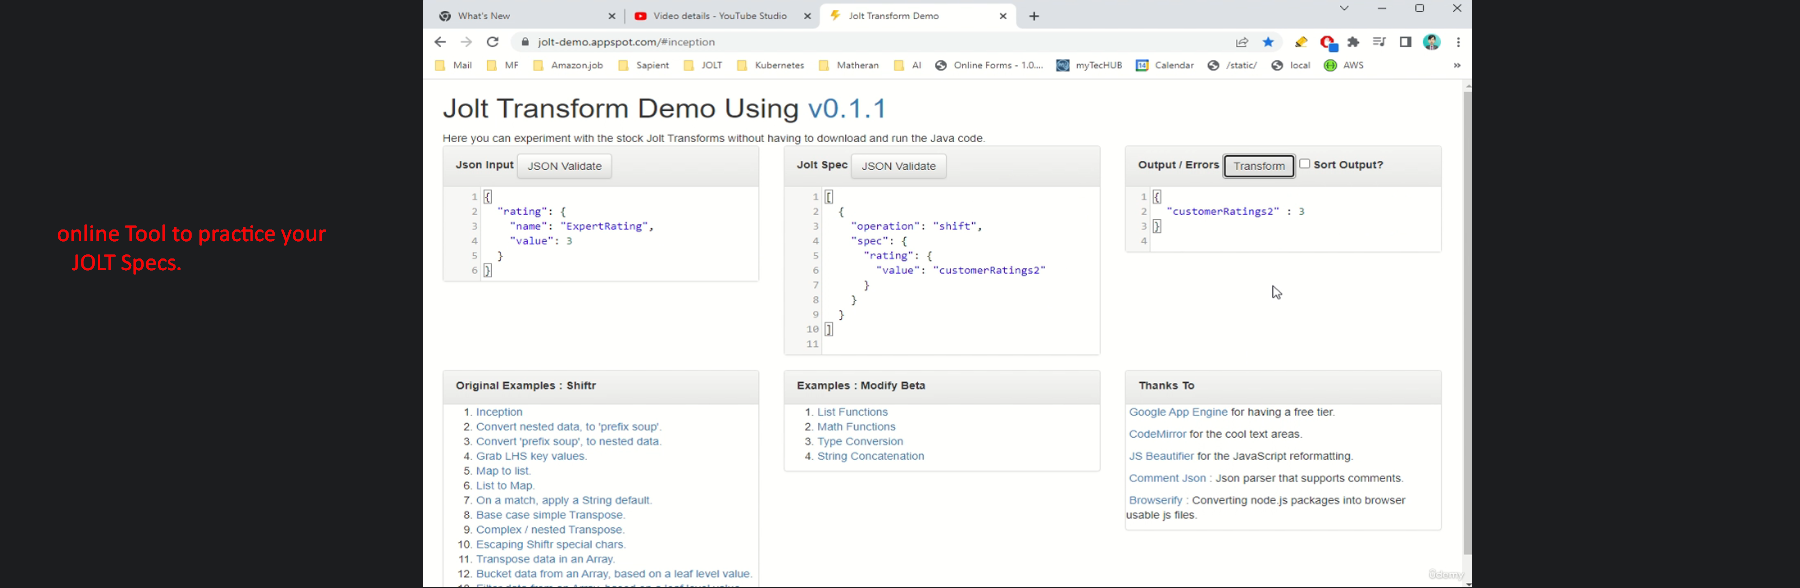 online Tool to practice your
JOLT Specs.
What's New
Video details - YouTube Studio
Jolt Transform Demo
jolt-demo.appspot.com/#inception
Mail
MF
Amazon.job
Sapient
JOLT
Kubernetes
Matheran
AI
Online Forms - 1.0....
myTecHUB
Calendar
/static/
local
AWS
»
Jolt Transform Demo Using v0.1.1
Here you can experiment with the stock Jolt Transforms without having to download and run the Java code.
Json Input JSON Validate
1 {
2 "rating": {
3 "name": "ExpertRating",
4 "value": 3
5 }
6 }
Jolt Spec JSON Validate
1 [
2 {
3 "operation": "shift",
4 "spec": {
5 "rating": {
6 "value": "customerRatings2"
7 }
8 }
9 }
10 ]
11
Output / Errors Transform Sort Output?
1 {
2 "customerRatings2" : 3
3 }
4
Original Examples : Shiftr
1. Inception
2. Convert nested data, to 'prefix soup'.
3. Convert 'prefix soup', to nested data.
4. Grab LHS key values.
5. Map to list.
6. List to Map.
7. On a match, apply a String default.
8. Base case simple Transpose.
9. Complex / nested Transpose.
10. Escaping Shiftr special chars.
11. Transpose data in an Array.
12. Bucket data from an Array, based on a leaf level value.
Examples : Modify Beta
1. List Functions
2. Math Functions
3. Type Conversion
4. String Concatenation
Thanks To
Google App Engine for having a free tier.
CodeMirror for the cool text areas.
JS Beautifier for the JavaScript reformatting.
Comment Json : Json parser that supports comments.
Browserify : Converting node.js packages into browser
usable js files.
Udemy